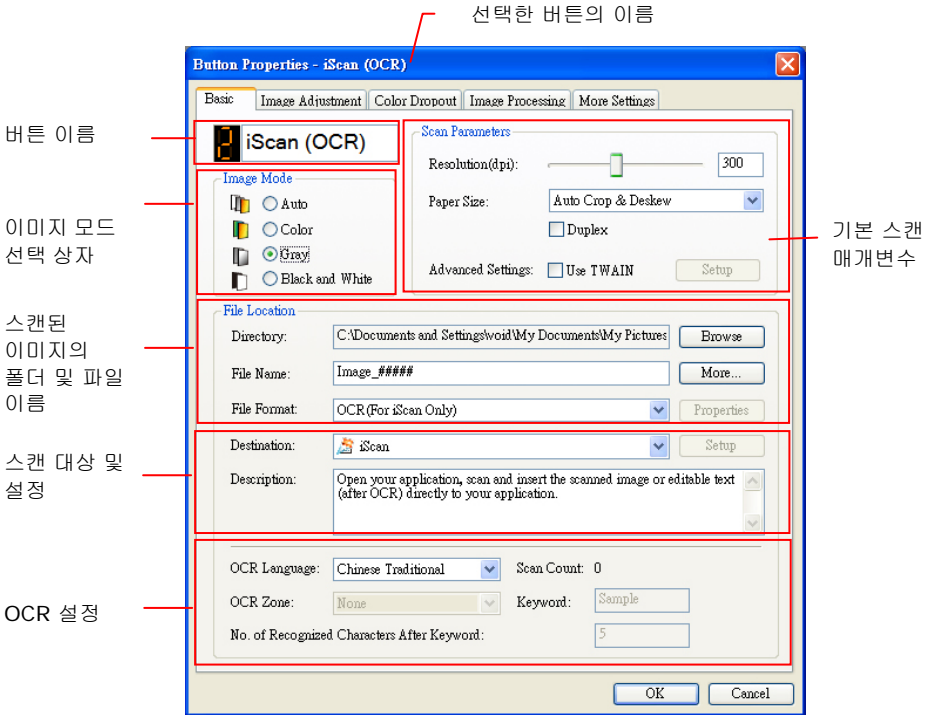 선택한 버튼의 이름
Button Properties - iScan (OCR)
Basic Image Adjustment Color Dropout Image Processing More Settings
버튼 이름
2 iScan (OCR)
Scan Parameters
Resolution(dpi): 300
Paper Size: Auto Crop & Deskew
Duplex
Advanced Settings: Use TWAIN Setup
기본 스캔
매개변수
이미지 모드
선택 상자
Image Mode
Auto
Color
Gray
Black and White
스캔된
이미지의
폴더 및 파일
이름
File Location
Directory: C:\Documents and Settings\void\My Documents\My Pictures Browse
File Name: Image_##### More...
File Format: OCR(For iScan Only) Properties
스캔 대상 및
설정
Destination: iScan Setup
Description: Open your application, scan and insert the scanned image or editable text
(after OCR) directly to your application.
OCR 설정
OCR Language: Chinese Traditional Scan Count: 0
OCR Zone: None Keyword: Sample
No. of Recognized Characters After Keyword: 5
OK Cancel